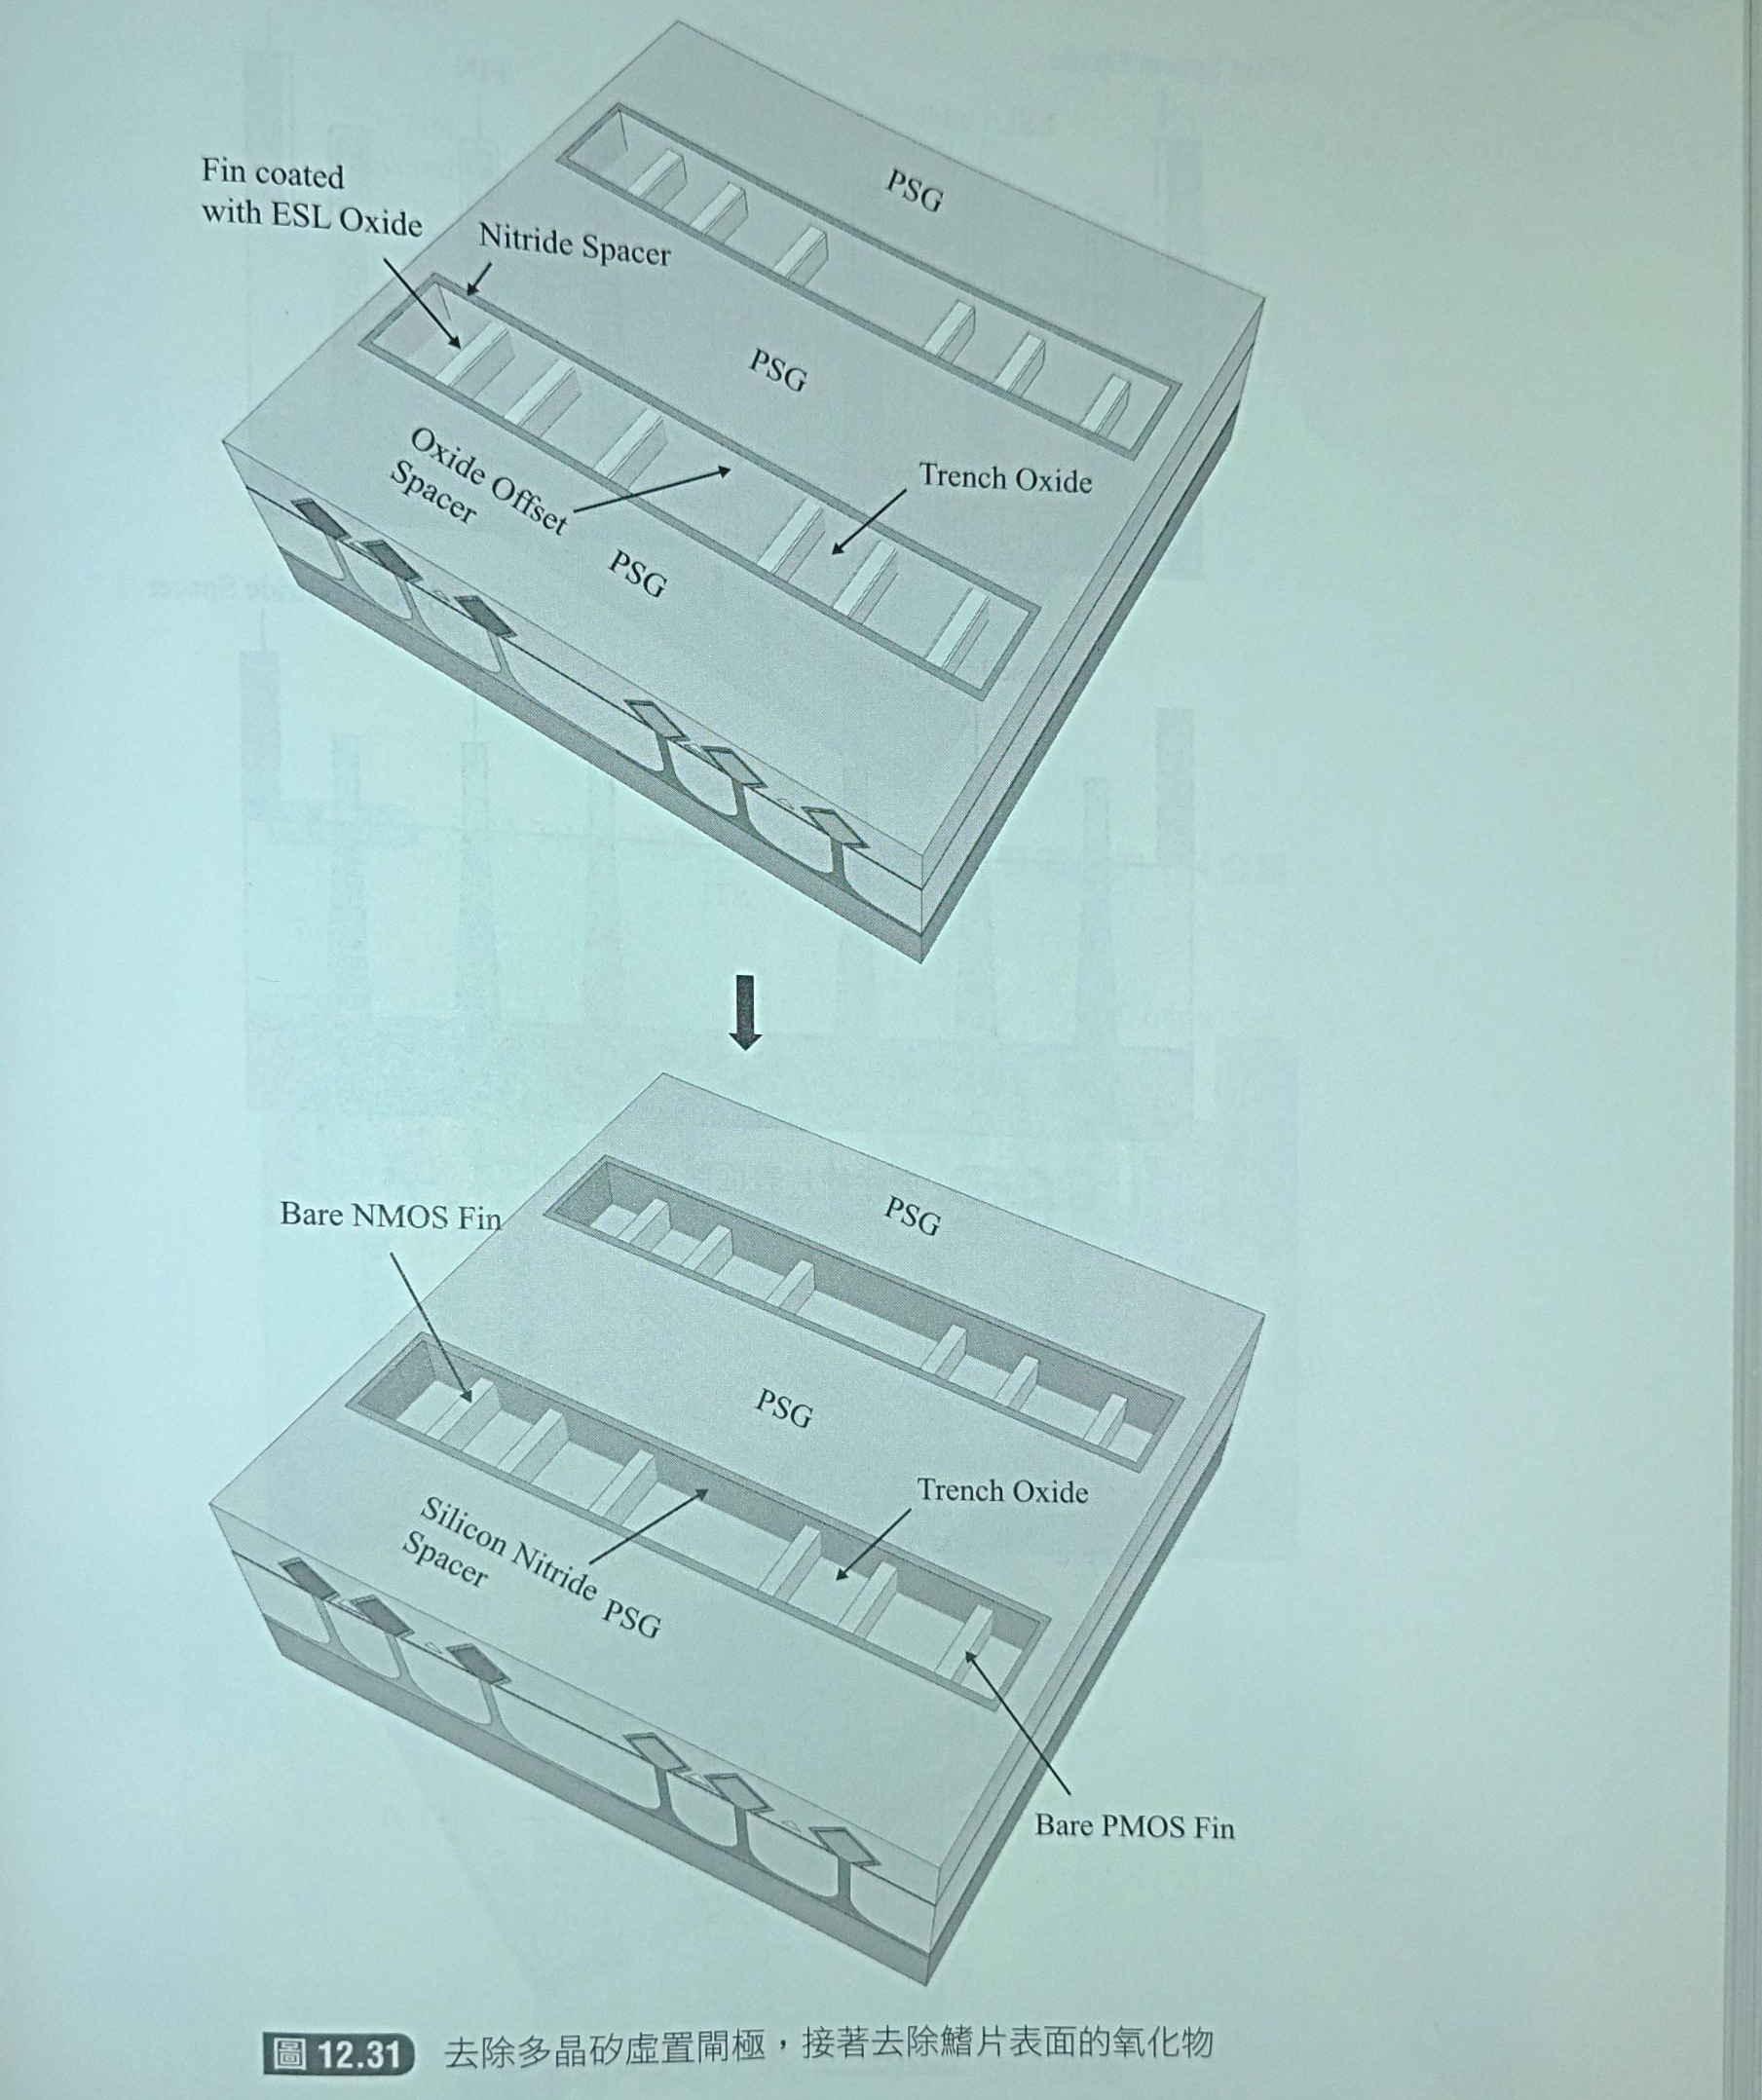 PSG
Fin coated
with ESL Oxide
Nitride Spacer
PSG
Oxide Offset
Spacer
Trench Oxide
PSG
Bare NMOS Fin
PSG
PSG
Trench Oxide
Silicon Nitride
Spacer
PSG
Bare PMOS Fin
圖 12.31 去除多晶矽虛置閘極，接著去除鰭片表面的氧化物